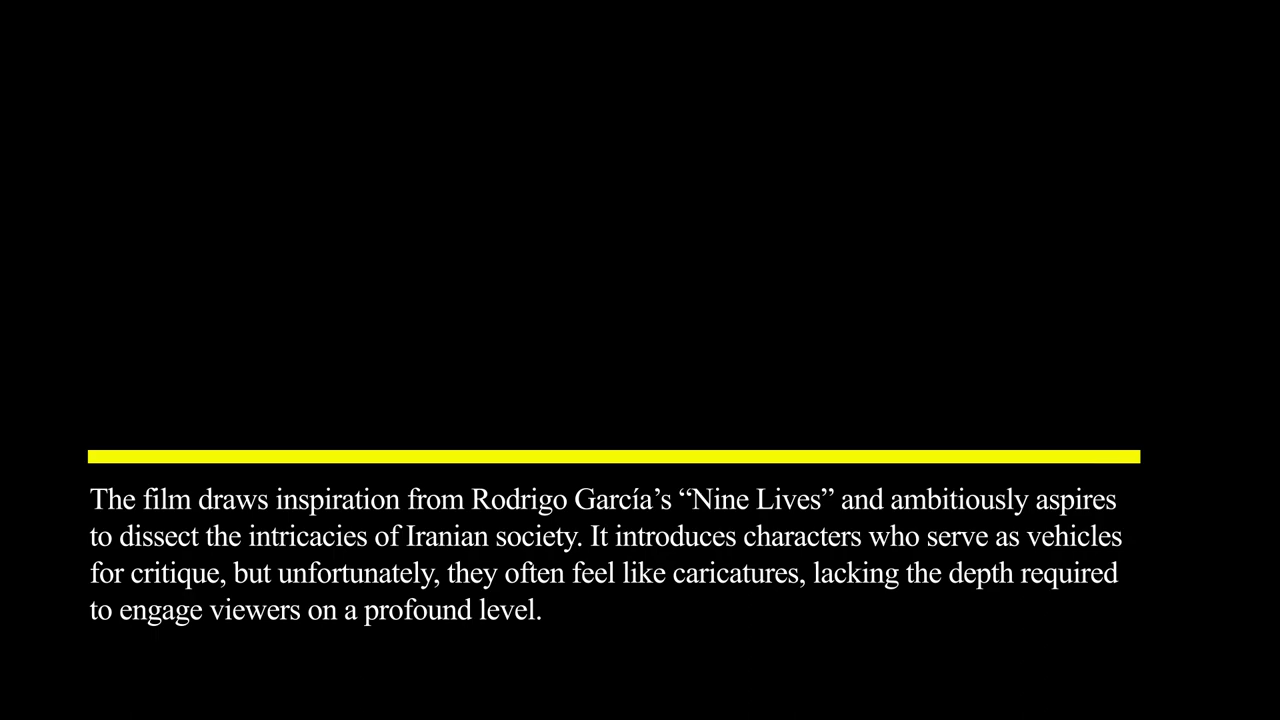 The film draws inspiration from Rodrigo García’s “Nine Lives” and ambitiously aspires
to dissect the intricacies of Iranian society. It introduces characters who serve as vehicles
for critique, but unfortunately, they often feel like caricatures, lacking the depth required
to engage viewers on a profound level.